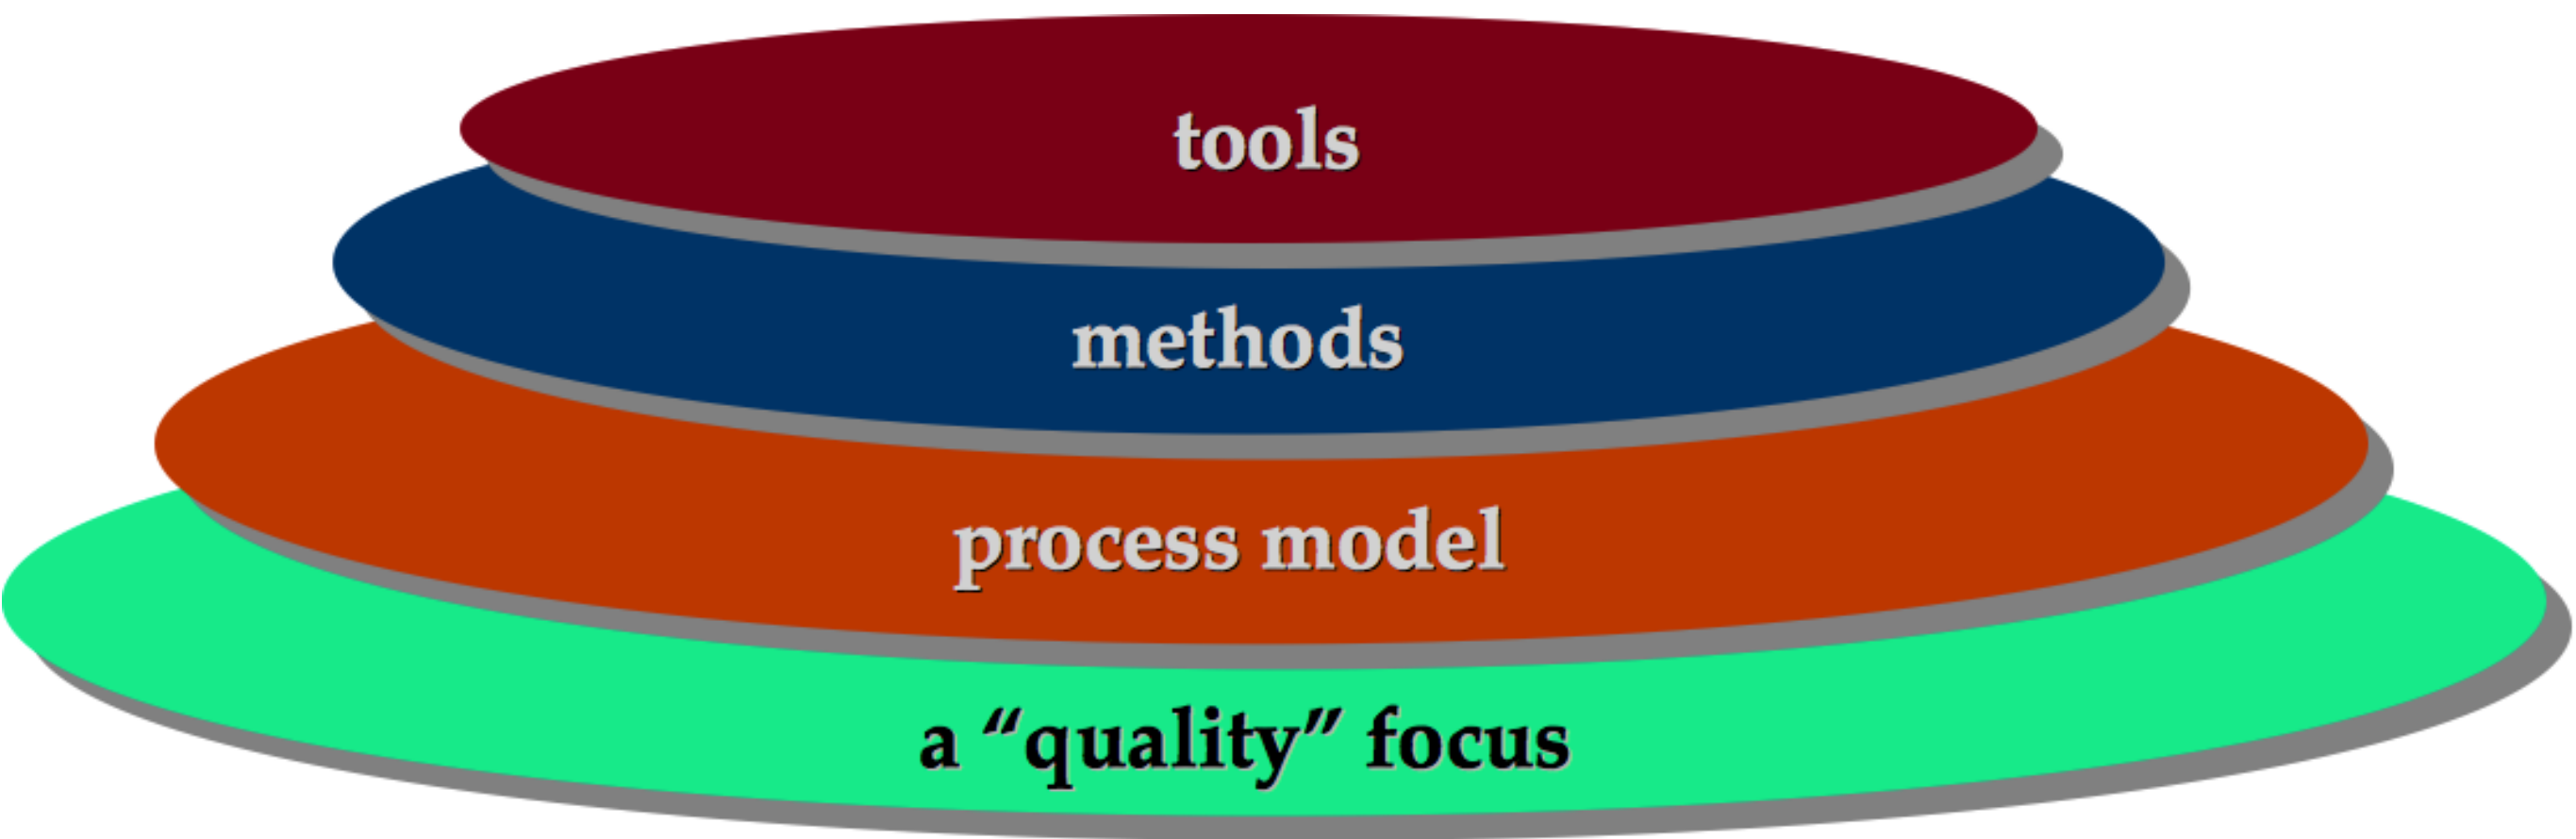 tools
methods
process model
a “quality” focus